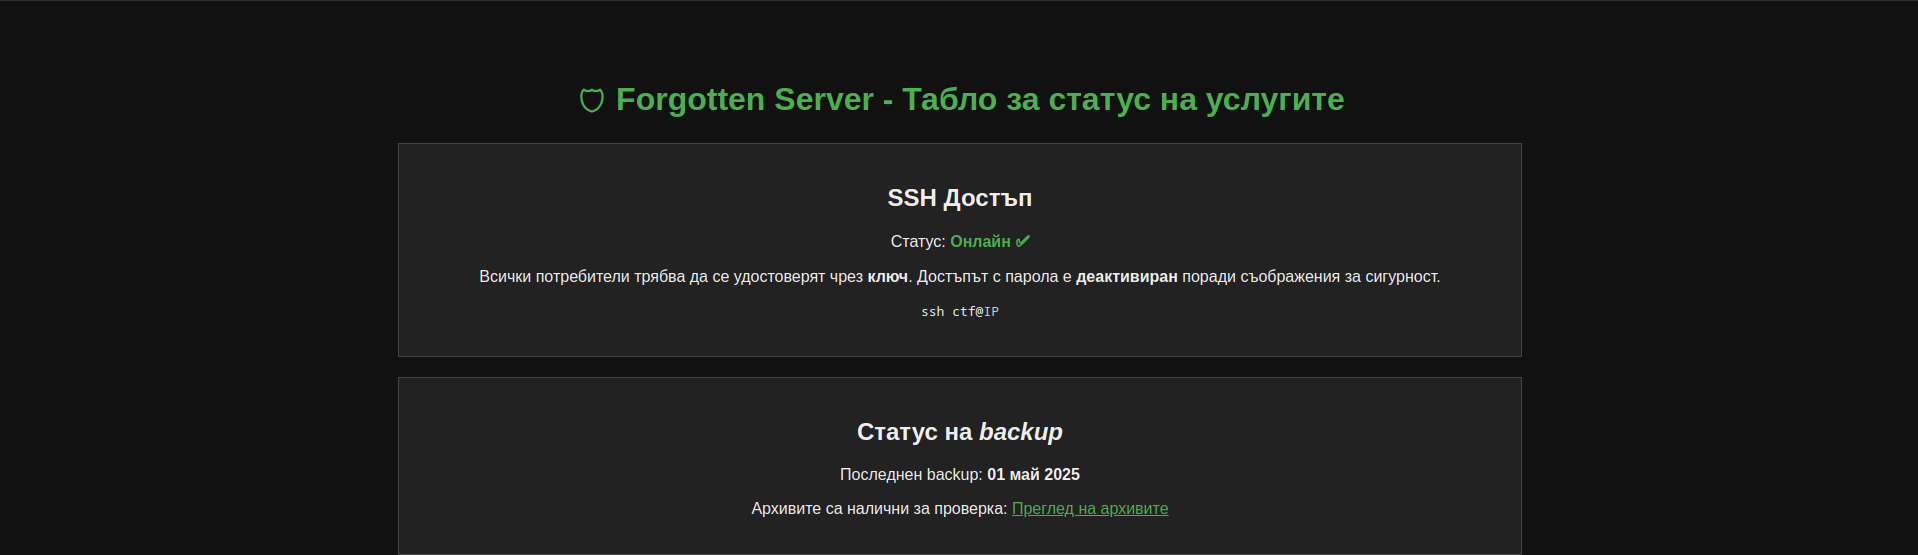 Forgotten Server - Табло за статус на услугите
SSH Достъп
Статус: Онлайн ✔
Всички потребители трябва да се удостоверят чрез ключ. Достъпът с парола е деактивиран поради съображения за сигурност.
ssh ctf@IP
Статус на backup
Последнен backup: 01 май 2025
Архивите са налични за проверка: Преглед на архивите